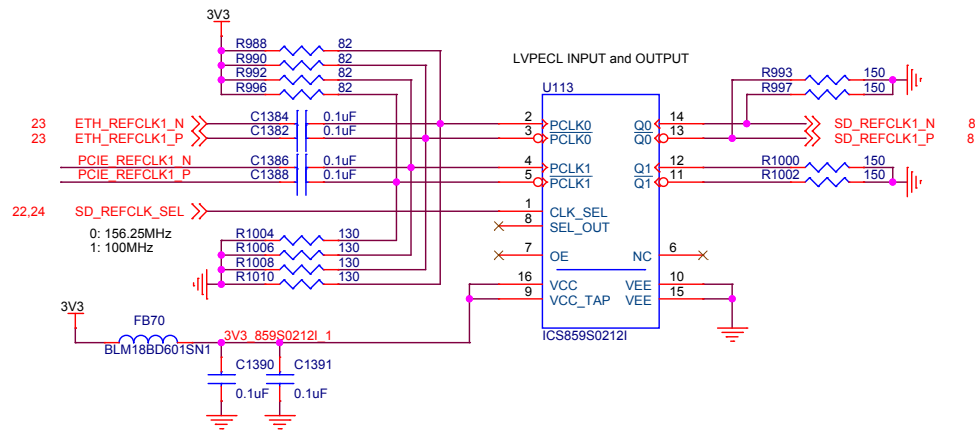 3V3
R988 82
R990 82
R992 82
R996 82
LVPECL INPUT and OUTPUT
U113
R993 150
R997 150
23 ETH_REFCLK1_N C1384 0.1uF 2 PCLK0 Q0 14 SD_REFCLK1_N 8
23 ETH_REFCLK1_P C1382 0.1uF 3 PCLK0 Q0 13 SD_REFCLK1_P 8
PCIE_REFCLK1_N C1386 0.1uF 4 PCLK1 Q1 12 R1000 150
PCIE_REFCLK1_P C1388 0.1uF 5 PCLK1 Q1 11 R1002 150
22,24 SD_REFCLK_SEL 1 CLK_SEL
8 SEL_OUT
0: 156.25MHz
1: 100MHz
R1004 130
R1006 130
R1008 130
R1010 130
7 OE NC 6
16 VCC VEE 10
9 VCC_TAP VEE 15
ICS859S0212I
3V3
FB70
BLM18BD601SN1
3V3_859S0212I_1
C1390 C1391
0.1uF 0.1uF